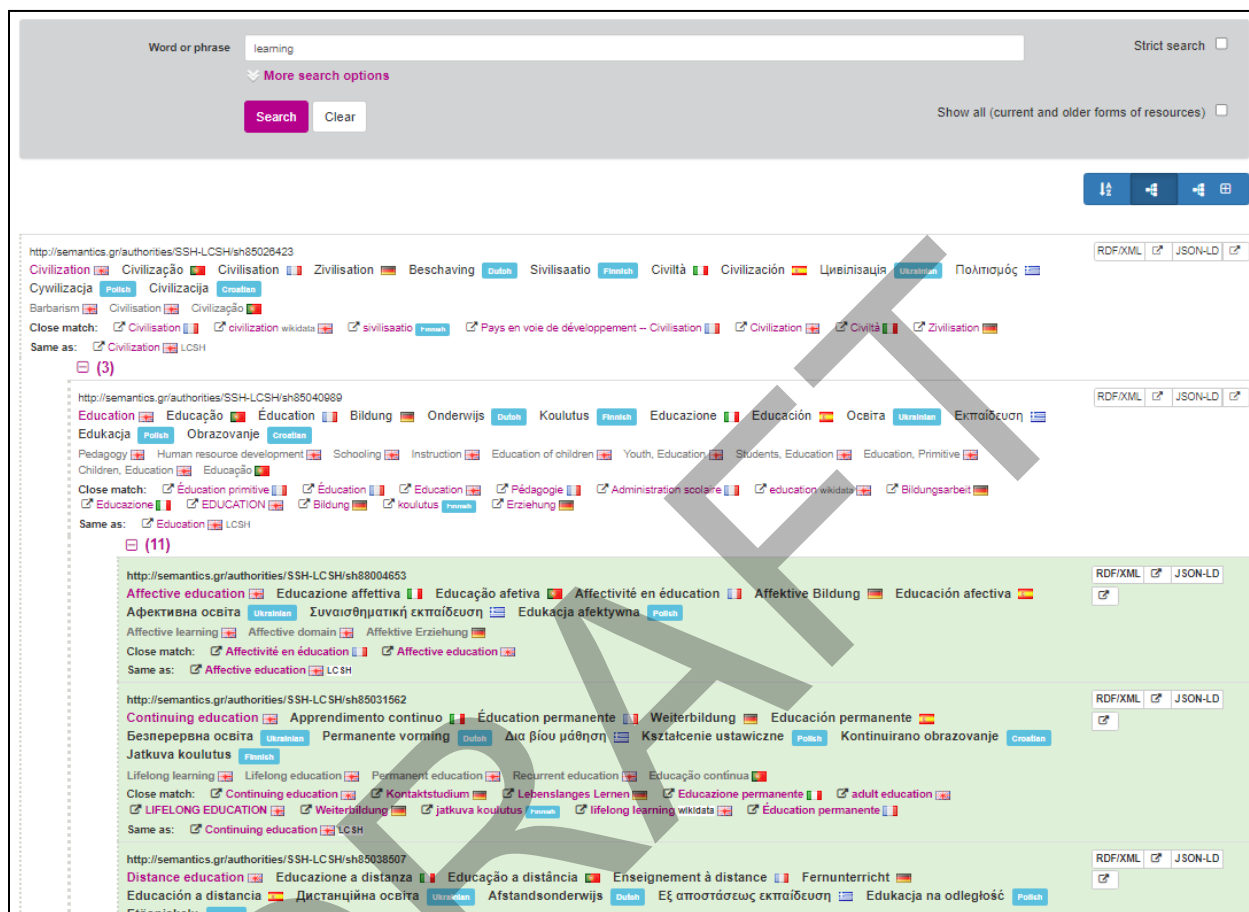 Word or phrase learning Strict search
More search options
Search Clear Show all (current and older forms of resources)
http://semantics.gr/authorities/SSH-LCSH/sh85026423 RDF/XML JSON-LD
Civilization Civilização Civilisation Zivilisation Beschaving Dutch Sivilisaatio Finnish Civiltà Civilización Цивілізація Ukrainian Πολιτισμός
Cywilizacja Polish Civilizacija Croatian
Barbarism Civilisation Civilização
Close match: Civilisation civilization wikidata sivilisaatio Finnish Pays en voie de développement -- Civilisation Civilization Civiltà Zivilisation
Same as: Civilization LCSH
(3)
http://semantics.gr/authorities/SSH-LCSH/sh85040989 RDF/XML JSON-LD
Education Educação Éducation Bildung Onderwijs Dutch Koulutus Finnish Educazione Educación Освіта Ukrainian Εκπαίδευση
Edukacja Polish Obrazovanje Croatian
Pedagogy Human resource development Schooling Instruction Education of children Youth, Education Students, Education Education, Primitive
Children, Education Educação
Close match: Éducation primitive Éducation Education Pédagogie Administration scolaire education wikidata Bildungsarbeit
Educazione EDUCATION Bildung koulutus Finnish Erziehung
Same as: Education LCSH
(11)
http://semantics.gr/authorities/SSH-LCSH/sh88004653 RDF/XML JSON-LD
Affective education Educazione affettiva Educação afetiva Affectivité en éducation Affektive Bildung Educación afectiva
Афективна освіта Ukrainian Συναισθηματική εκπαίδευση Edukacja afektywna Polish
Affective learning Affective domain Affektive Erziehung
Close match: Affectivité en éducation Affective education
Same as: Affective education LCSH
http://semantics.gr/authorities/SSH-LCSH/sh85031562 RDF/XML JSON-LD
Continuing education Apprendimento continuo Éducation permanente Weiterbildung Educación permanente
Безперервна освіта Ukrainian Permanente vorming Dutch Δια βίου μάθηση Kształcenie ustawiczne Polish Kontinuirano obrazovanje Croatian
Jatkuva koulutus Finnish
Lifelong learning Lifelong education Permanent education Recurrent education Educação contínua
Close match: Continuing education Kontaktstudium Lebenslanges Lernen Educazione permanente adult education
LIFELONG EDUCATION Weiterbildung jatkuva koulutus Finnish lifelong learning wikidata Éducation permanente
Same as: Continuing education LCSH
http://semantics.gr/authorities/SSH-LCSH/sh85038507 RDF/XML JSON-LD
Distance education Educazione a distanza Educação a distância Enseignement à distance Fernunterricht
Educación a distancia Дистанційна освіта Ukrainian Afstandsonderwijs Dutch Εξ αποστάσεως εκπαίδευση Edukacja na odległość Polish
DRAFT